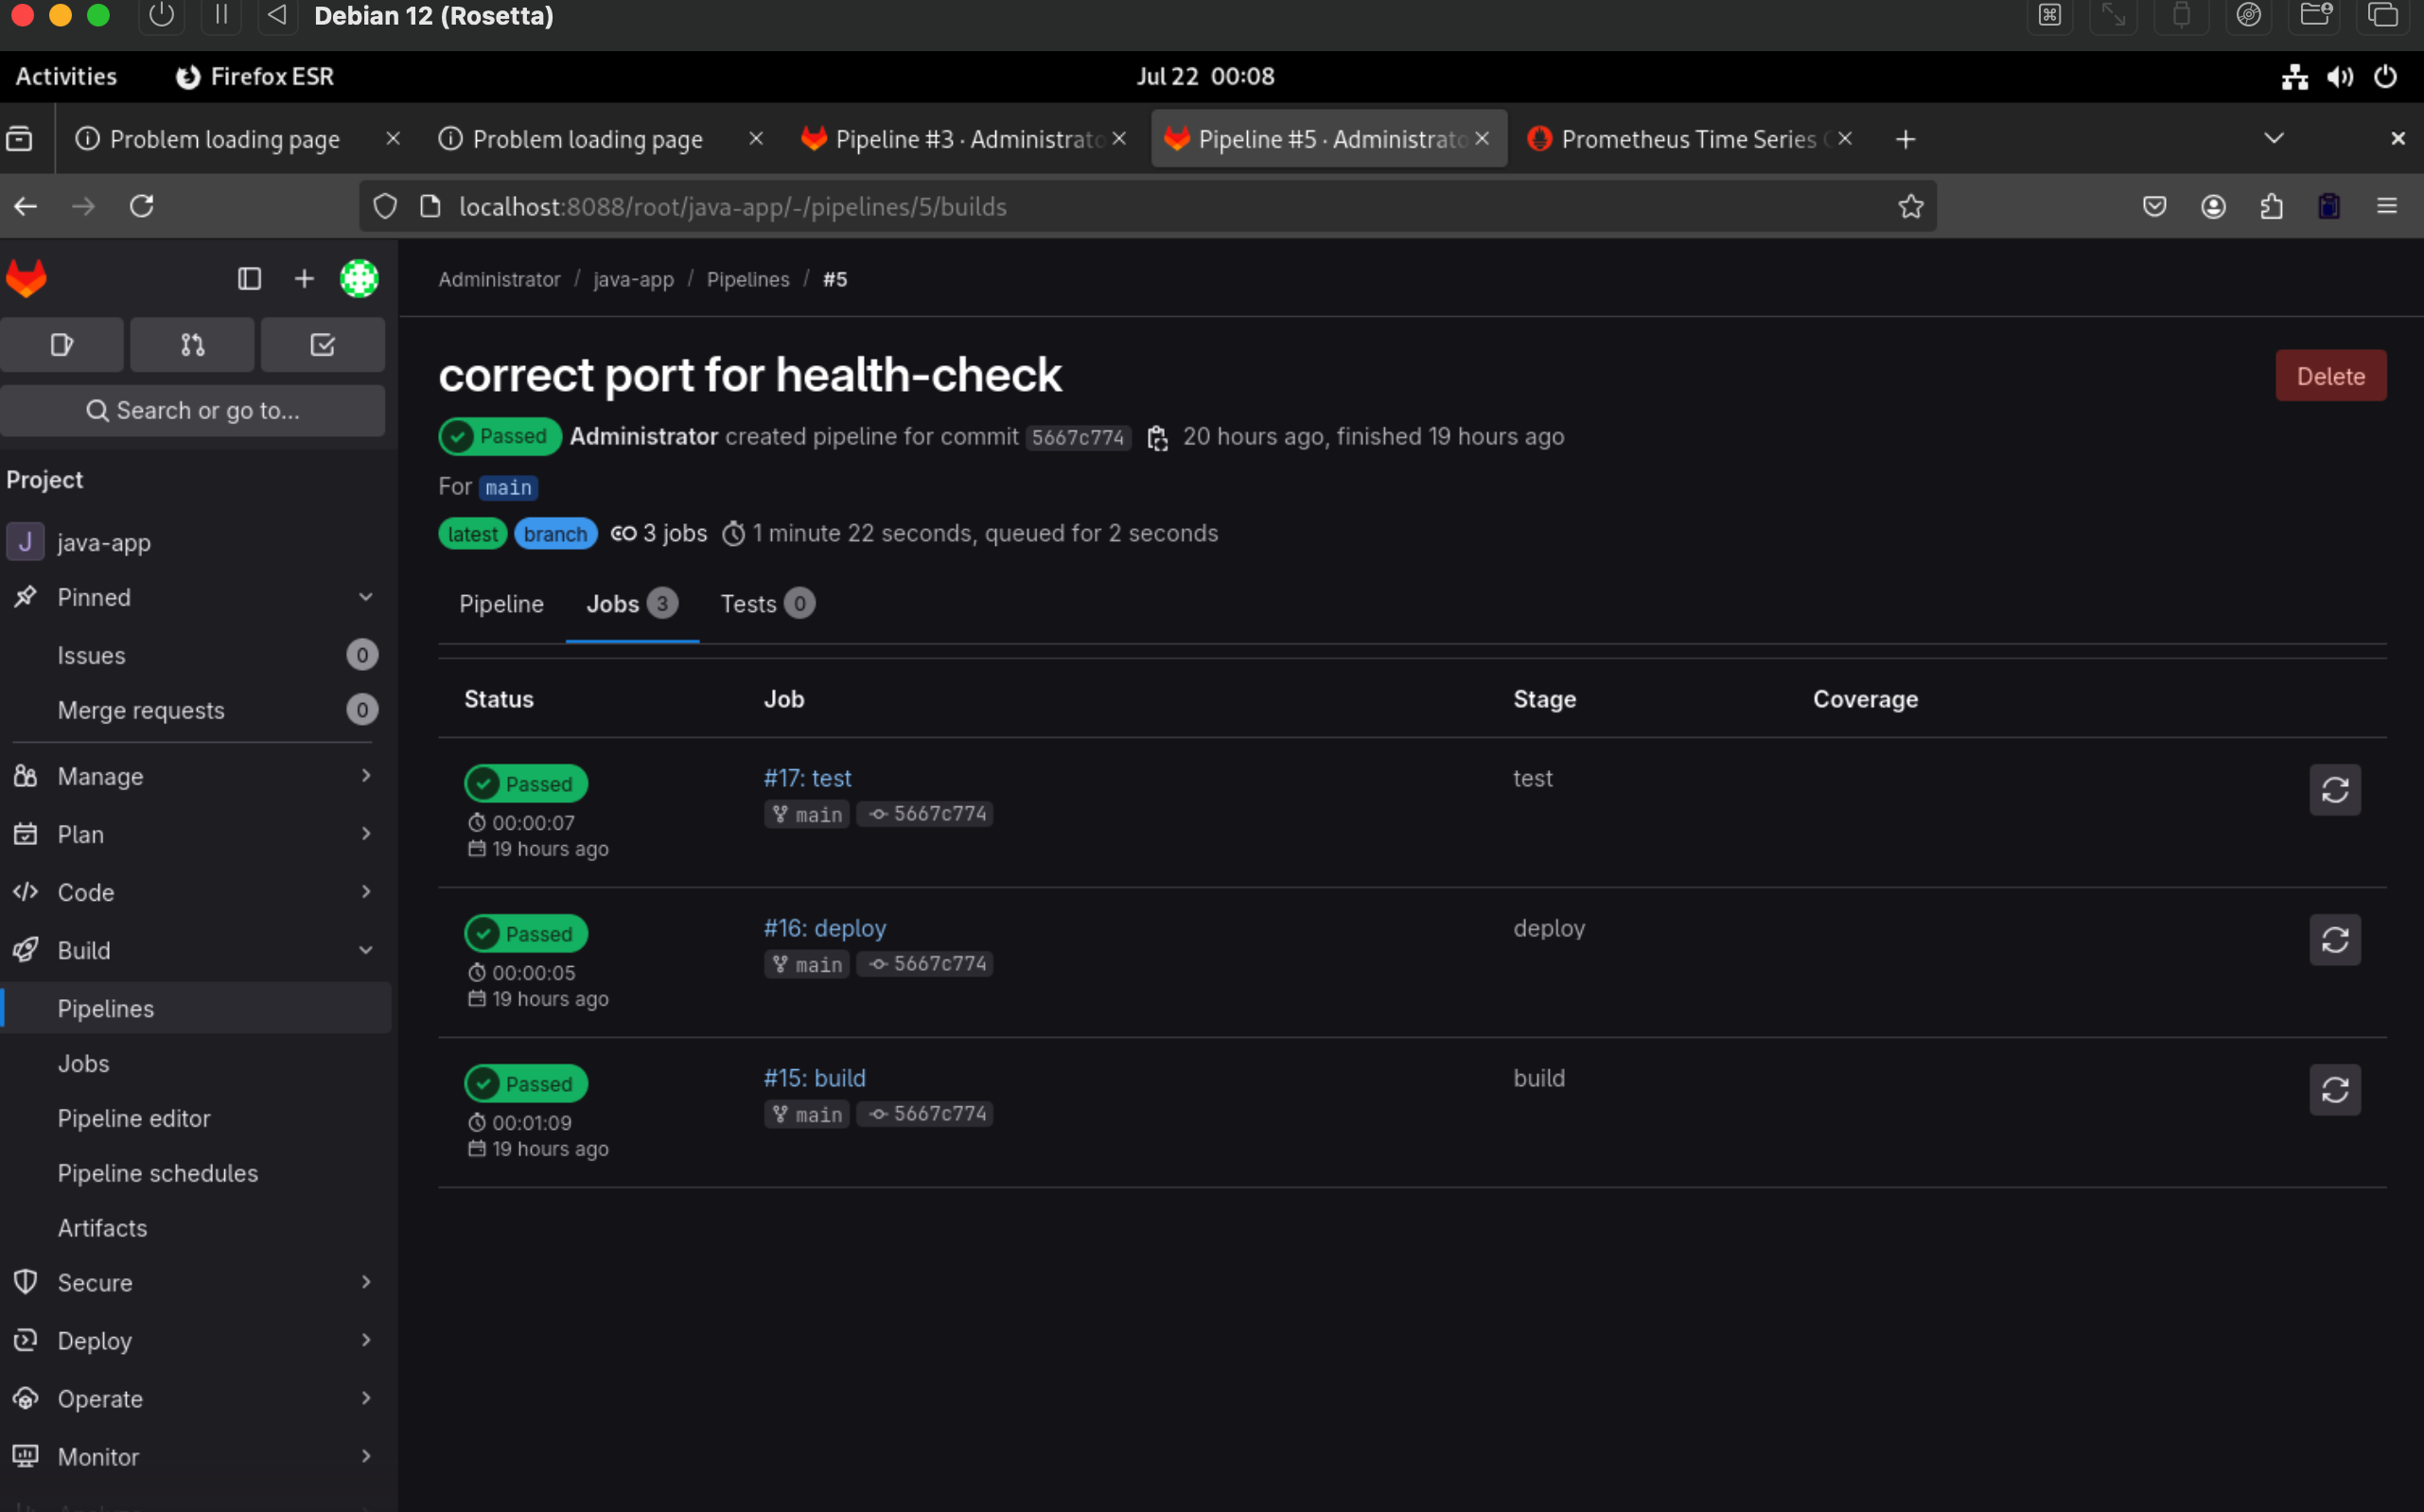 Debian 12 (Rosetta)
Activities Firefox ESR Jul 22 00:08
Problem loading page Problem loading page Pipeline #3 · Administrato Pipeline #5 · Administrato Prometheus Time Series
localhost:8088/root/java-app/-/pipelines/5/builds
Administrator / java-app / Pipelines / #5
Search or go to...
Project
J java-app
Pinned
Issues 0
Merge requests 0
Manage
Plan
Code
Build
Pipelines
Jobs
Pipeline editor
Pipeline schedules
Artifacts
Secure
Deploy
Operate
Monitor
correct port for health-check
Delete
Passed Administrator created pipeline for commit 5667c774 20 hours ago, finished 19 hours ago
For main
latest branch 3 jobs 1 minute 22 seconds, queued for 2 seconds
Pipeline Jobs 3 Tests 0
Status Job Stage Coverage
Passed #17: test test
main 5667c774
00:00:07
19 hours ago
Passed #16: deploy deploy
main 5667c774
00:00:05
19 hours ago
Passed #15: build build
main 5667c774
00:01:09
19 hours ago